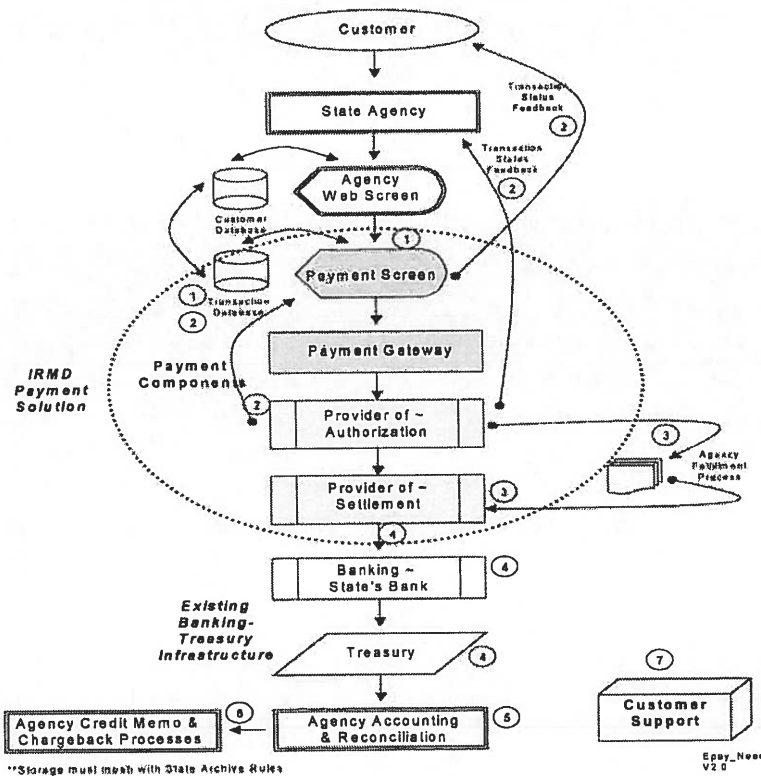 Customer
Transaction
Status
Feedback
2
State Agency
Transaction
Status
Feedback
2
Agency
Web Screen
Customer
Database
1
Payment Screen
1
Transaction
Database
2
Payment Gateway
Payment
Components
IRMD
Payment
Solution
2
Provider of ~
Authorization
3
Agency
Fulfillment
Process
Provider of ~
Settlement
3
4
Banking ~
State's Bank
4
Existing
Banking-
Treasury
Infrastructure
Treasury
4
7
Customer
Support
6
Agency Credit Memo &
Chargeback Processes
Agency Accounting
& Reconciliation
5
**Storage must mesh with State Archive Rules
Epay_Need
V2.0